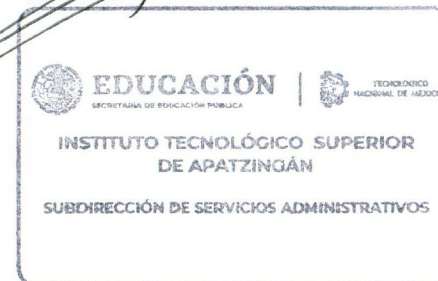 EDUCACIÓN
SECRETARÍA DE EDUCACIÓN PÚBLICA
TECNOLÓGICO
NACIONAL DE MÉXICO
INSTITUTO TECNOLÓGICO SUPERIOR
DE APATZINGÁN
SUBDIRECCIÓN DE SERVICIOS ADMINISTRATIVOS